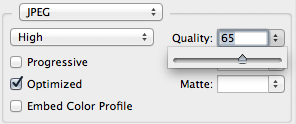 JPEG
High
Quality: 65
Progressive
Optimized
Matte:
Embed Color Profile